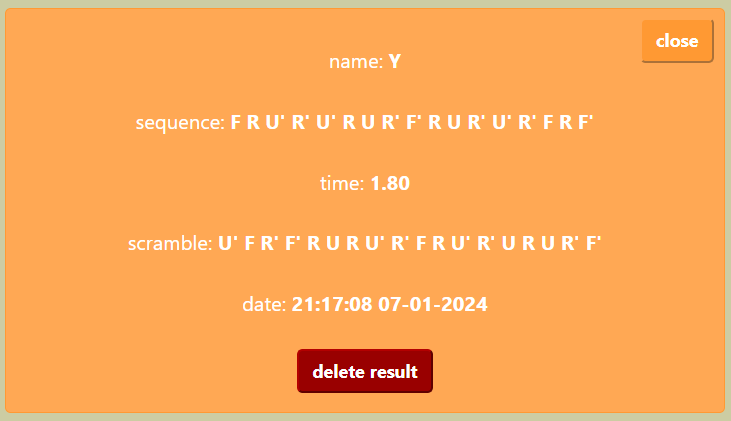 close
name: Y
sequence: F R U' R' U' R U R' F' R U R' U' R' F R F'
time: 1.80
scramble: U' F R' F' R U R U' R' F R U' R' U R U R' F'
date: 21:17:08 07-01-2024
delete result